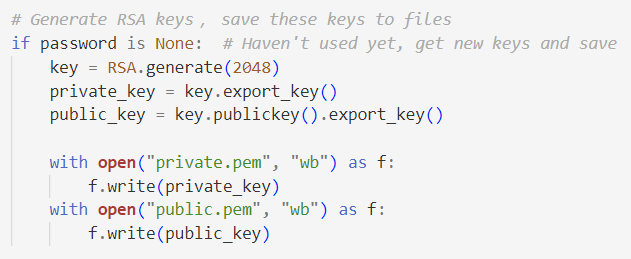 # Generate RSA keys, save these keys to files
if password is None:  # Haven't used yet, get new keys and save
    key = RSA.generate(2048)
    private_key = key.export_key()
    public_key = key.publickey().export_key()

    with open("private.pem", "wb") as f:
        f.write(private_key)
    with open("public.pem", "wb") as f:
        f.write(public_key)